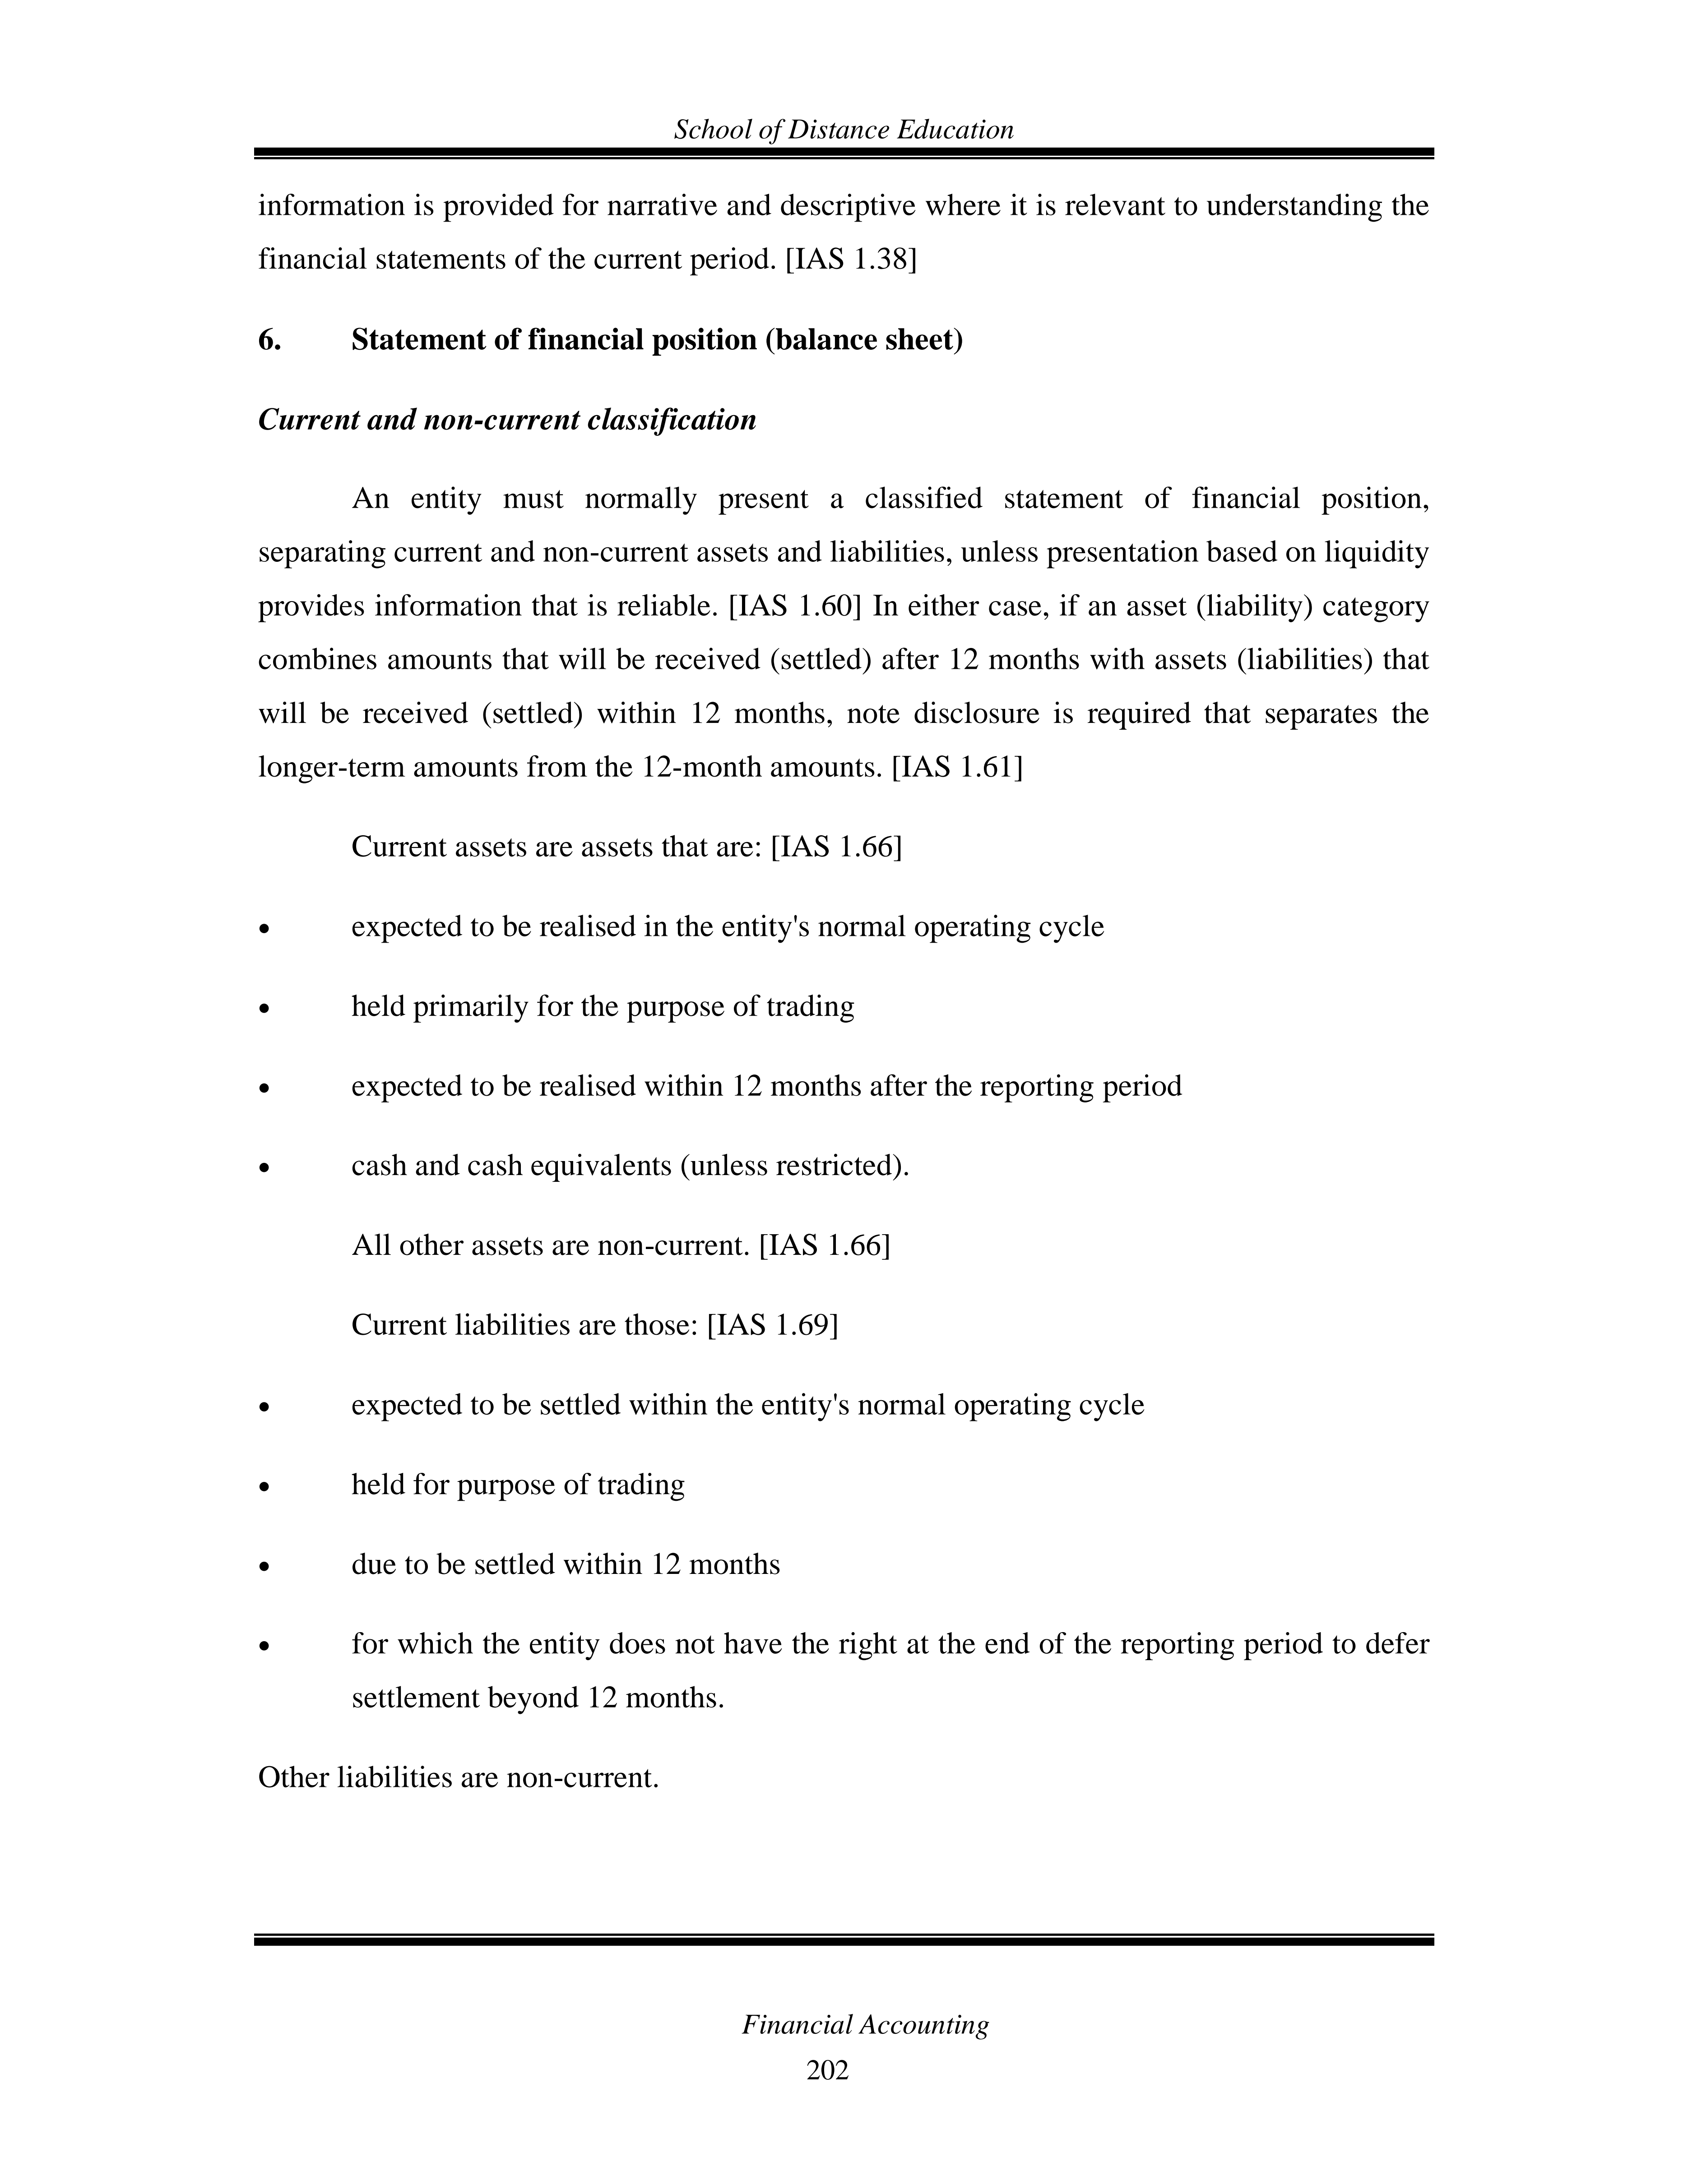 School of Distance Education
information is provided for narrative and descriptive where it is relevant to understanding the
financial statements of the current period. [IAS 1.38]
6. Statement of financial position (balance sheet)
Current and non-current classification
An entity must normally present a classified statement of financial position,
separating current and non-current assets and liabilities, unless presentation based on liquidity
provides information that is reliable. [IAS 1.60] In either case, if an asset (liability) category
combines amounts that will be received (settled) after 12 months with assets (liabilities) that
will be received (settled) within 12 months, note disclosure is required that separates the
longer-term amounts from the 12-month amounts. [IAS 1.61]
Current assets are assets that are: [IAS 1.66]
• expected to be realised in the entity's normal operating cycle
• held primarily for the purpose of trading
• expected to be realised within 12 months after the reporting period
• cash and cash equivalents (unless restricted).
All other assets are non-current. [IAS 1.66]
Current liabilities are those: [IAS 1.69]
• expected to be settled within the entity's normal operating cycle
• held for purpose of trading
• due to be settled within 12 months
• for which the entity does not have the right at the end of the reporting period to defer
settlement beyond 12 months.
Other liabilities are non-current.
Financial Accounting
202